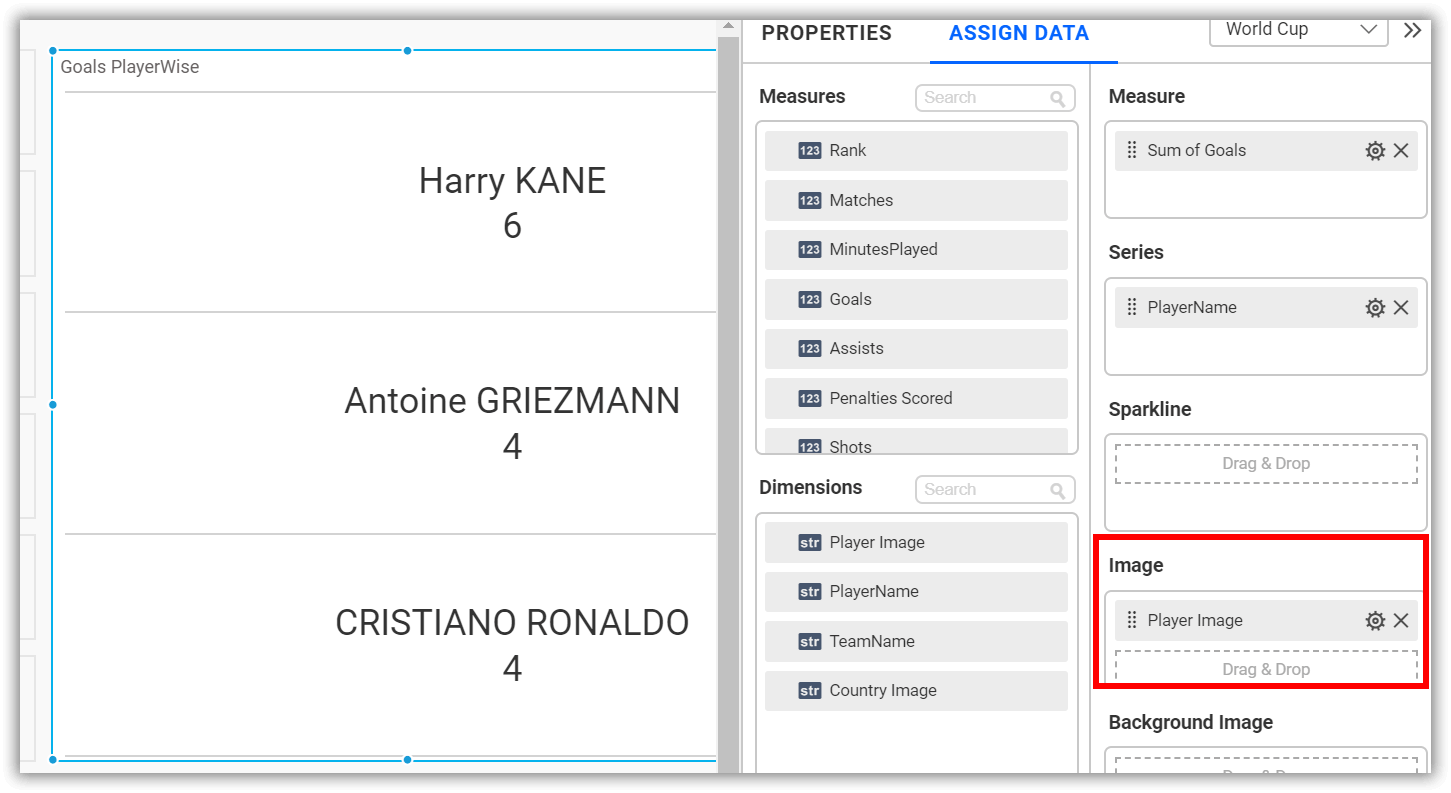 Goals PlayerWise
Harry KANE
6
Antoine GRIEZMANN
4
CRISTIANO RONALDO
4
PROPERTIES
ASSIGN DATA
World Cup
Measures
Search
123 Rank
123 Matches
123 MinutesPlayed
123 Goals
123 Assists
123 Penalties Scored
123 Shots
Dimensions
Search
str Player Image
str PlayerName
str TeamName
str Country Image
Measure
Sum of Goals
Series
PlayerName
Sparkline
Drag & Drop
Image
Player Image
Drag & Drop
Background Image